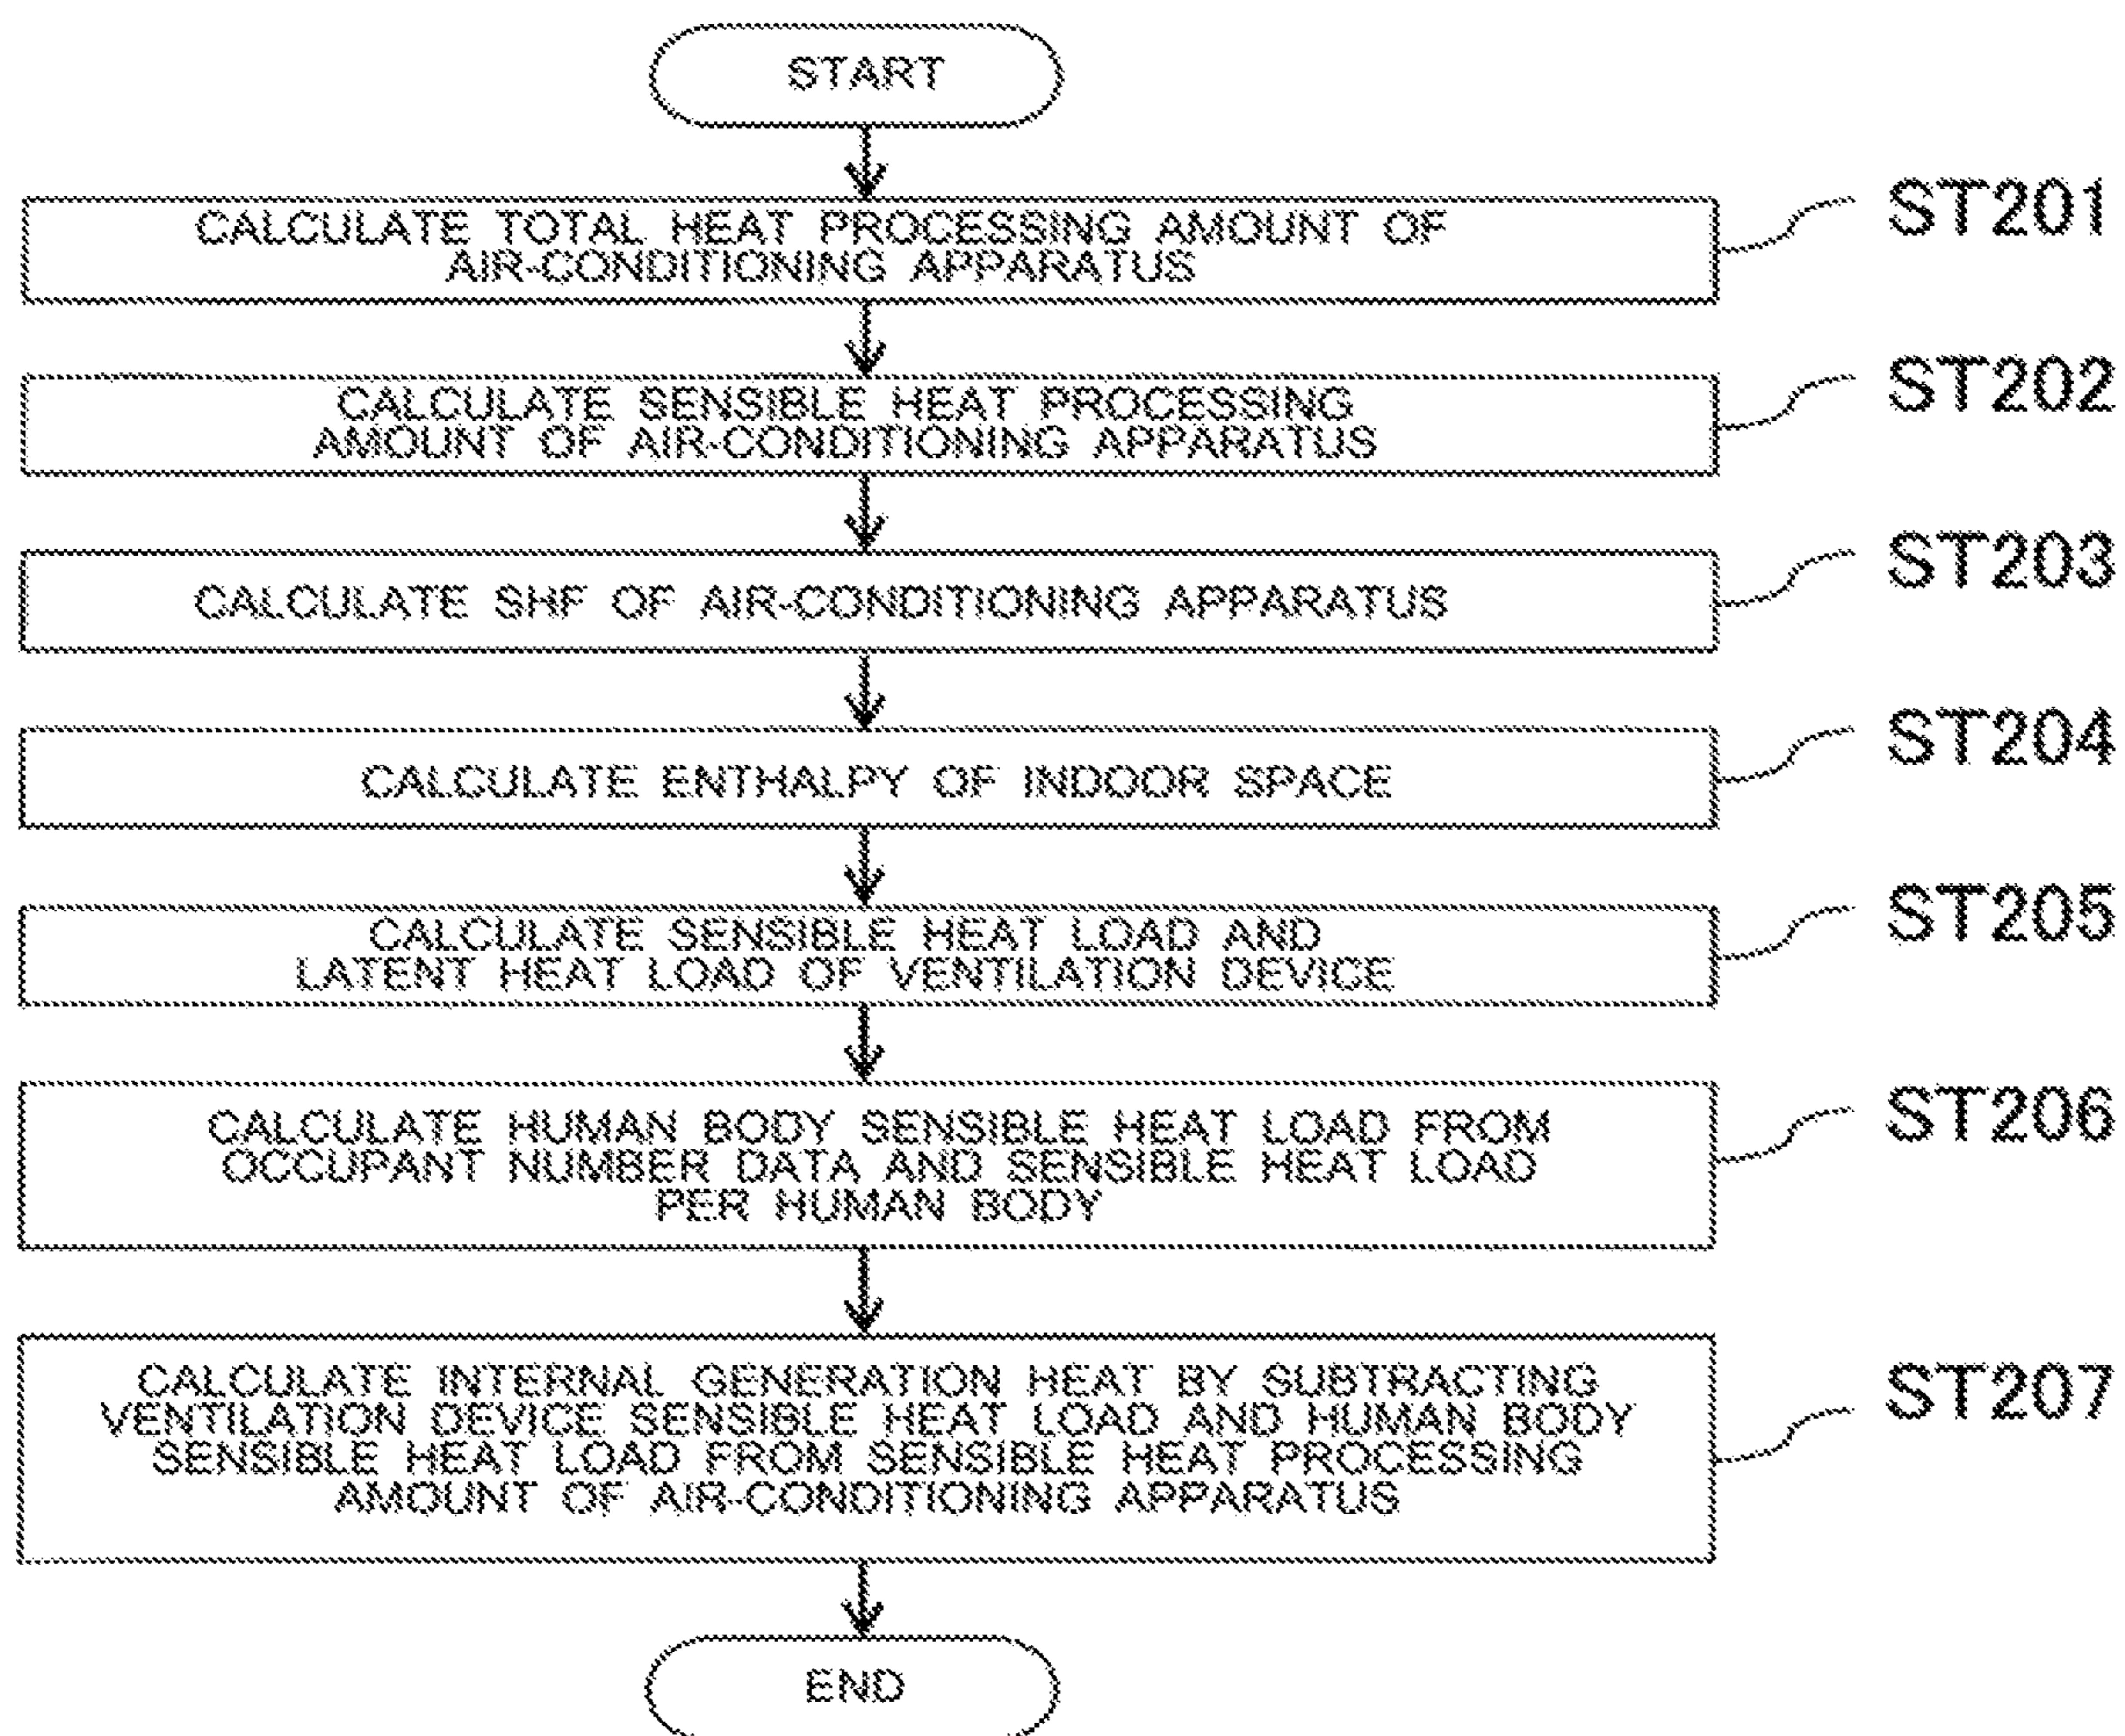 START
CALCULATE TOTAL HEAT PROCESSING AMOUNT OF
AIR-CONDITIONING APPARATUS
ST201
CALCULATE SENSIBLE HEAT PROCESSING
AMOUNT OF AIR-CONDITIONING APPARATUS
ST202
CALCULATE SHF OF AIR-CONDITIONING APPARATUS
ST203
CALCULATE ENTHALPY OF INDOOR SPACE
ST204
CALCULATE SENSIBLE HEAT LOAD AND
LATENT HEAT LOAD OF VENTILATION DEVICE
ST205
CALCULATE HUMAN BODY SENSIBLE HEAT LOAD FROM
OCCUPANT NUMBER DATA AND SENSIBLE HEAT LOAD
PER HUMAN BODY
ST206
CALCULATE INTERNAL GENERATION HEAT BY SUBTRACTING
VENTILATION DEVICE SENSIBLE HEAT LOAD AND HUMAN BODY
SENSIBLE HEAT LOAD FROM SENSIBLE HEAT PROCESSING
AMOUNT OF AIR-CONDITIONING APPARATUS
ST207
END